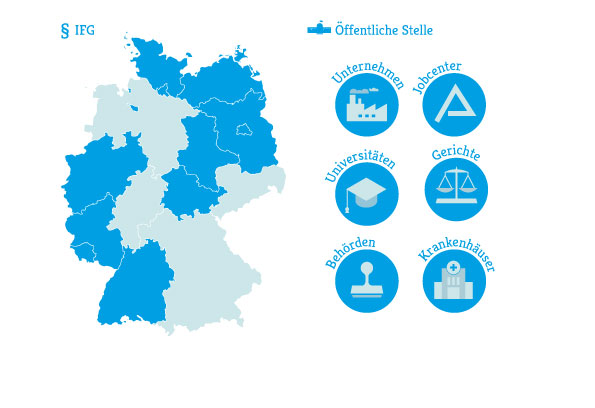 § IFG
Öffentliche Stelle
Unternehmen
Jobcenter
Universitäten
Gerichte
Behörden
Krankenhäuser